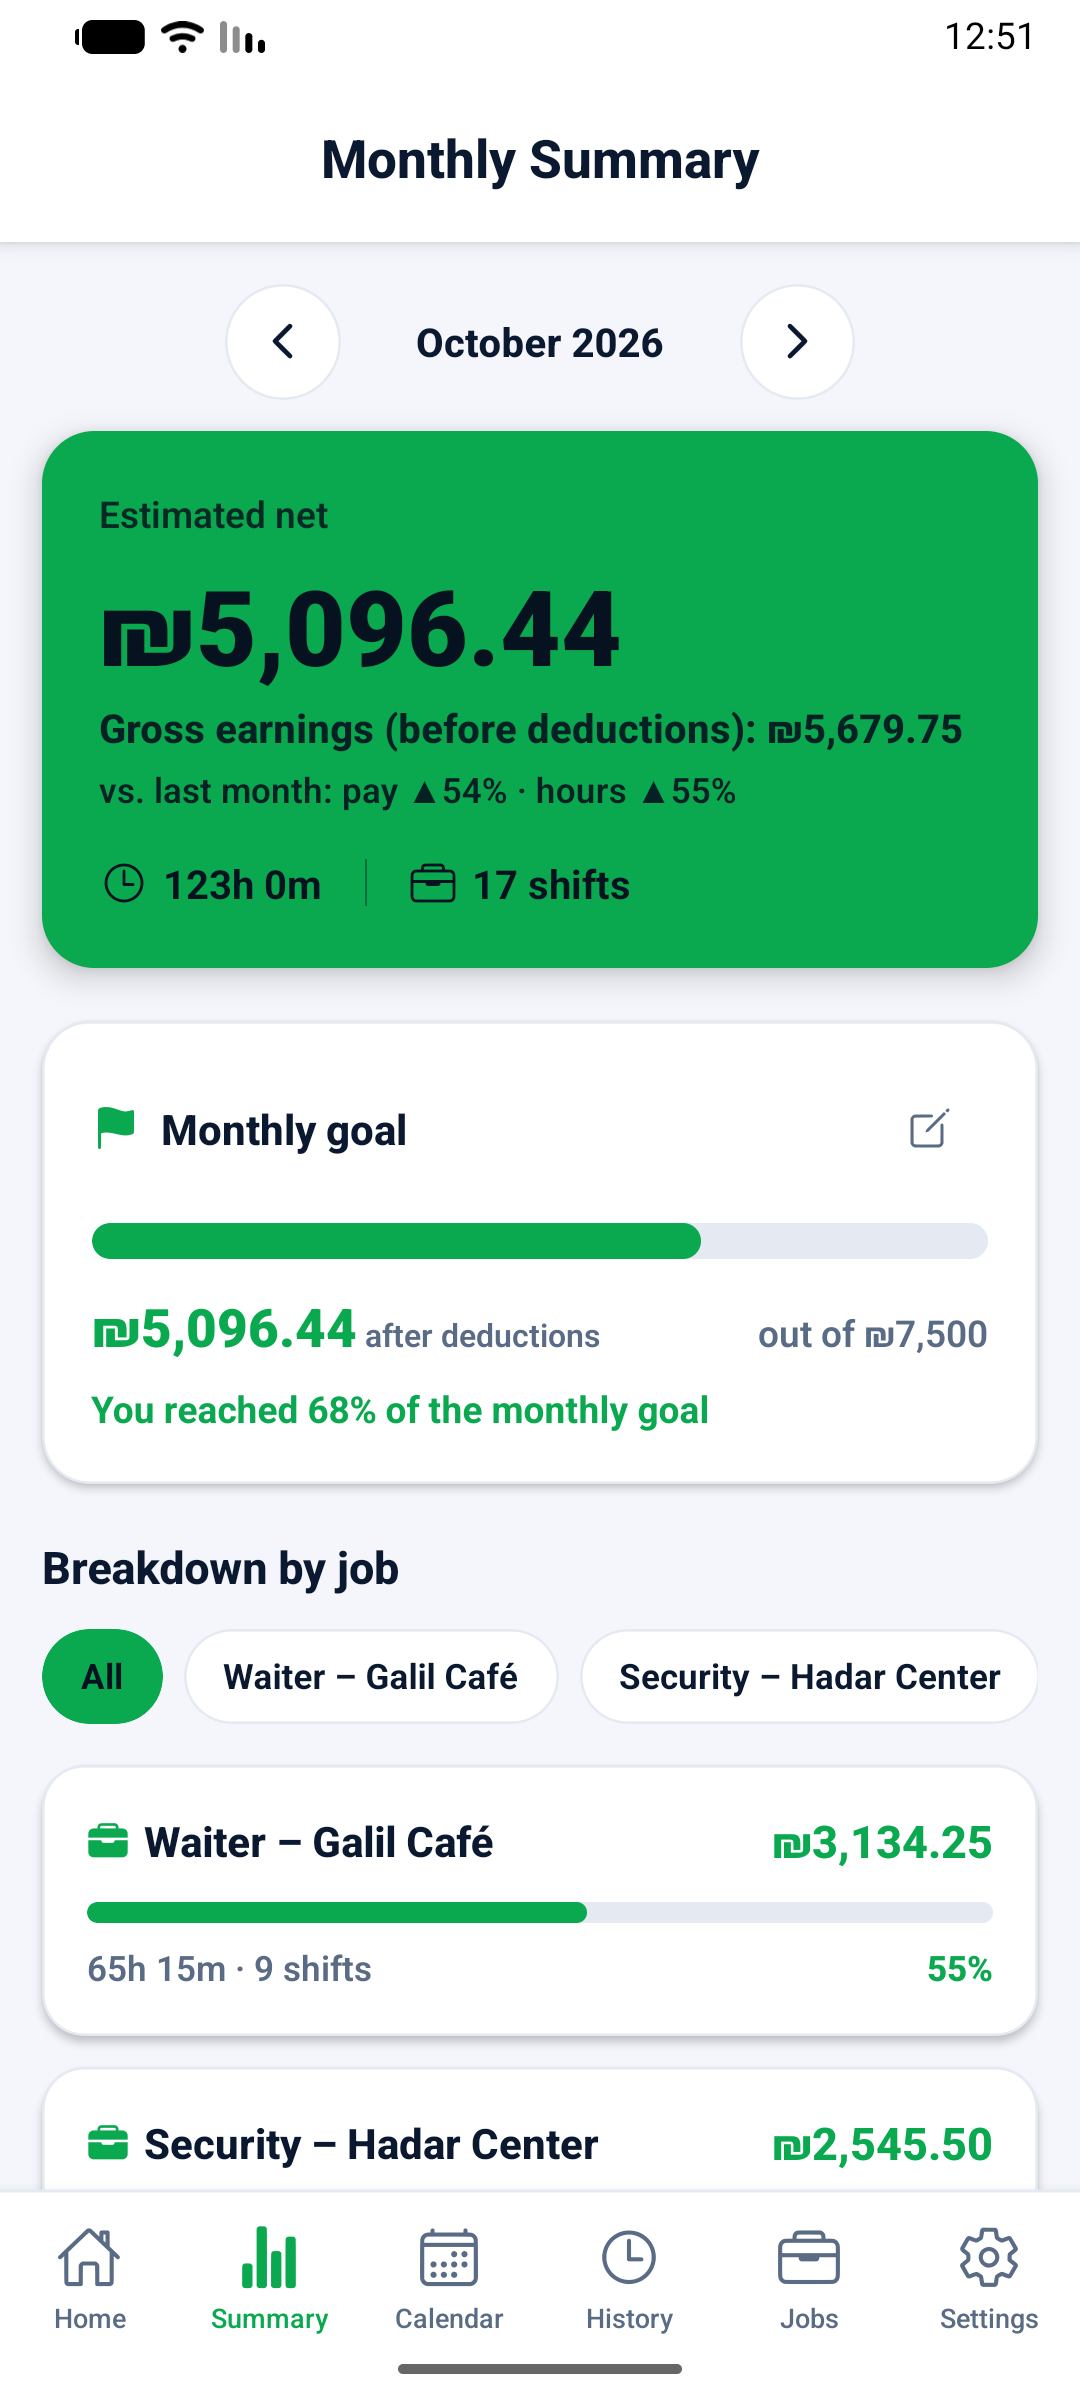 12:51
Monthly Summary
October 2026
Estimated net
₪5,096.44
Gross earnings (before deductions): ₪5,679.75
vs. last month: pay ▲54% · hours ▲55%
123h 0m
17 shifts
Monthly goal
₪5,096.44 after deductions
out of ₪7,500
You reached 68% of the monthly goal
Breakdown by job
All
Waiter – Galil Café
Security – Hadar Center
Waiter – Galil Café
₪3,134.25
65h 15m · 9 shifts
55%
Security – Hadar Center
₪2,545.50
Home
Summary
Calendar
History
Jobs
Settings